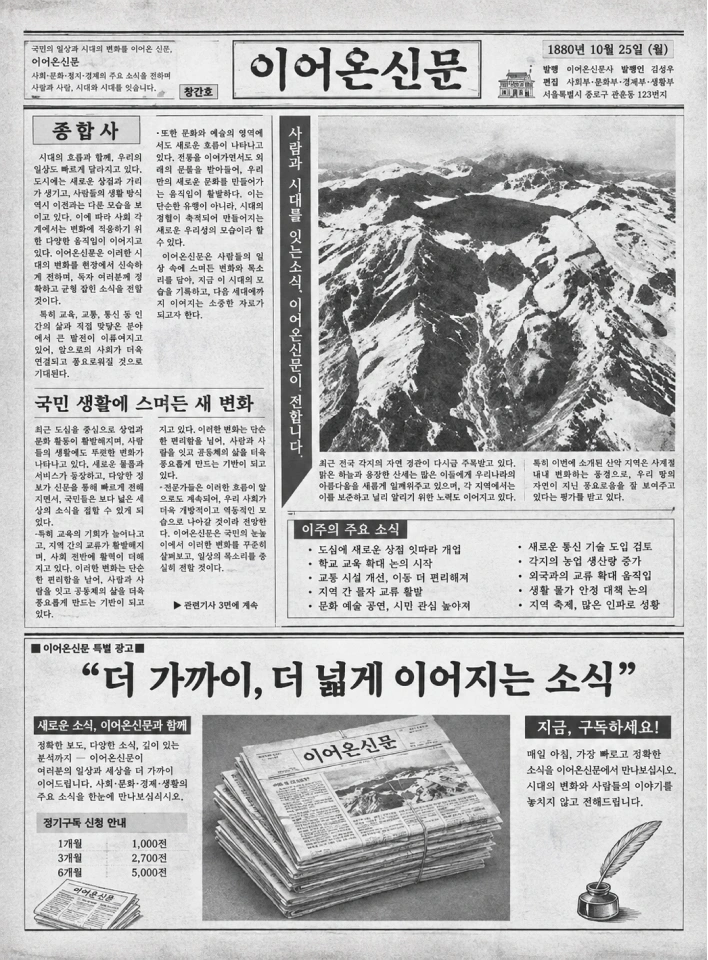 국민의 일상과 시대의 변화를 이어온 신문,
이어온신문
사회·문화·정치·경제의 주요 소식을 전하며
사람과 사람, 시대와 시대를 잇습니다.
창간호
이어온신문
1880년 10월 25일 (월)
발행 이어온신문사 발행인 김성우
편집 사회부·문화부·경제부·생활부
서울특별시 종로구 관훈동 123번지
종합사
시대의 흐름과 함께, 우리의
일상도 빠르게 달라지고 있다.
도시에는 새로운 상점과 거리
가 생기고, 사람들의 생활 방식
역시 이전과는 다른 모습을 보
이고 있다. 이에 따라 사회 각
계에서는 변화에 적응하기 위
한 다양한 움직임이 이어지고
있다. 이어온신문은 이러한 시
대의 변화를 현장에서 신속하
게 전하며, 독자 여러분께 정
확하고 균형 잡힌 소식을 전할
것이다.
특히 교육, 교통, 통신 등 인
간의 삶과 직접 맞닿은 분야
에서 큰 발전이 이루어지고
있어, 앞으로의 사회가 더욱
연결되고 풍요로워질 것으로
기대된다.
·또한 문화와 예술의 영역에
서도 새로운 흐름이 나타나고
있다. 전통을 이어가면서도 외
래의 문물을 받아들여, 우리
만의 새로운 문화를 만들어가
는 움직임이 활발하다. 이는
단순한 유행이 아니라, 시대의
경험이 축적되어 만들어지는
새로운 우리성의 모습이라 할
수 있다.
이어온신문은 사람들의 일
상 속에 스며든 변화와 목소
리를 담아, 지금 이 시대의 모
습을 기록하고, 다음 세대에까
지 이어지는 소중한 자료가
되고자 한다.
사람과 시대를 잇는소식, 이어온신문이 전합니다.
최근 전국 각지의 자연 경관이 다시금 주목받고 있다.
맑은 하늘과 웅장한 산세는 많은 이들에게 우리나라의
아름다움을 새롭게 일깨워주고 있으며, 각 지역에서는
이를 보존하고 널리 알리기 위한 노력도 이어지고 있다.
특히 이번에 소개된 산악 지역은 사계절
내내 변화하는 풍경으로, 우리 땅의
자연이 지닌 풍요로움을 잘 보여주고
있다는 평가를 받고 있다.
국민 생활에 스며든 새 변화
최근 도심을 중심으로 상업과
문화 활동이 활발해지며, 사람
들의 생활에도 뚜렷한 변화가
나타나고 있다. 새로운 물품과
서비스가 등장하고, 다양한 정
보가 신문을 통해 빠르게 전해
지면서, 국민들은 보다 넓은 세
상의 소식을 접할 수 있게 되
었다.
·특히 교육의 기회가 늘어나고
고, 지역 간의 교류가 활발해지
며, 사회 전반에 활력이 더해
지고 있다. 이러한 변화는 단순
한 편리함을 넘어, 사람과 사
람을 잇고 공동체의 삶을 더욱
풍요롭게 만드는 기반이 되고
있다.
지고 있다. 이러한 변화는 단순
한 편리함을 넘어, 사람과 사
람을 잇고 공동체의 삶을 더욱
풍요롭게 만드는 기반이 되고
있다.
·전문가들은 이러한 흐름이 앞
으로도 계속되어, 우리 사회가
더욱 개방적이고 역동적인 모
습으로 나아갈 것이라 전망한
다. 이어온신문은 국민의 눈높
이에서 이러한 변화를 꾸준히
살펴보고, 일상의 목소리를 충
실히 전할 것이다.
▶ 관련기사 3면에 계속
이주의 주요 소식
• 도심에 새로운 상점 잇따라 개업
• 학교 교육 확대 논의 시작
• 교통 시설 개선, 이동 더 편리해져
• 지역 간 물자 교류 활발
• 문화 예술 공연, 시민 관심 높아져
• 새로운 통신 기술 도입 검토
• 각지의 농업 생산량 증가
• 외국과의 교류 확대 움직임
• 생활 물가 안정 대책 논의
• 지역 축제, 많은 인파로 성황
■ 이어온신문 특별 광고 ■
“더 가까이, 더 넓게 이어지는 소식”
새로운 소식, 이어온신문과 함께
정확한 보도, 다양한 소식, 깊이 있는
분석까지 — 이어온신문이
여러분의 일상과 세상을 더 가까이
이어드립니다. 사회·문화·경제·생활의
주요 소식을 한눈에 만나보십시오.
정기구독 신청 안내
1개월 1,000전
3개월 2,700전
6개월 5,000전
이어온신문
이어온신문
지금, 구독하세요!
매일 아침, 가장 빠르고 정확한
소식을 이어온신문에서 만나보십시오.
시대의 변화와 사람들의 이야기를
놓치지 않고 전해드립니다.